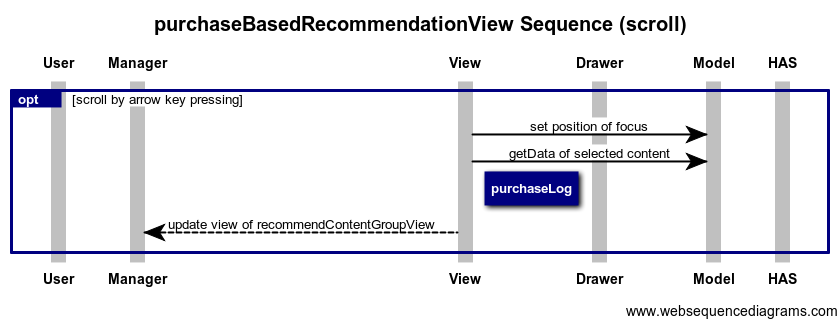 purchaseBasedRecommendationView Sequence (scroll)
User Manager View Drawer Model HAS
opt [scroll by arrow key pressing]
set position of focus
getData of selected content
purchaseLog
update view of recommendContentGroupView
User Manager View Drawer Model HAS
www.websequencediagrams.com